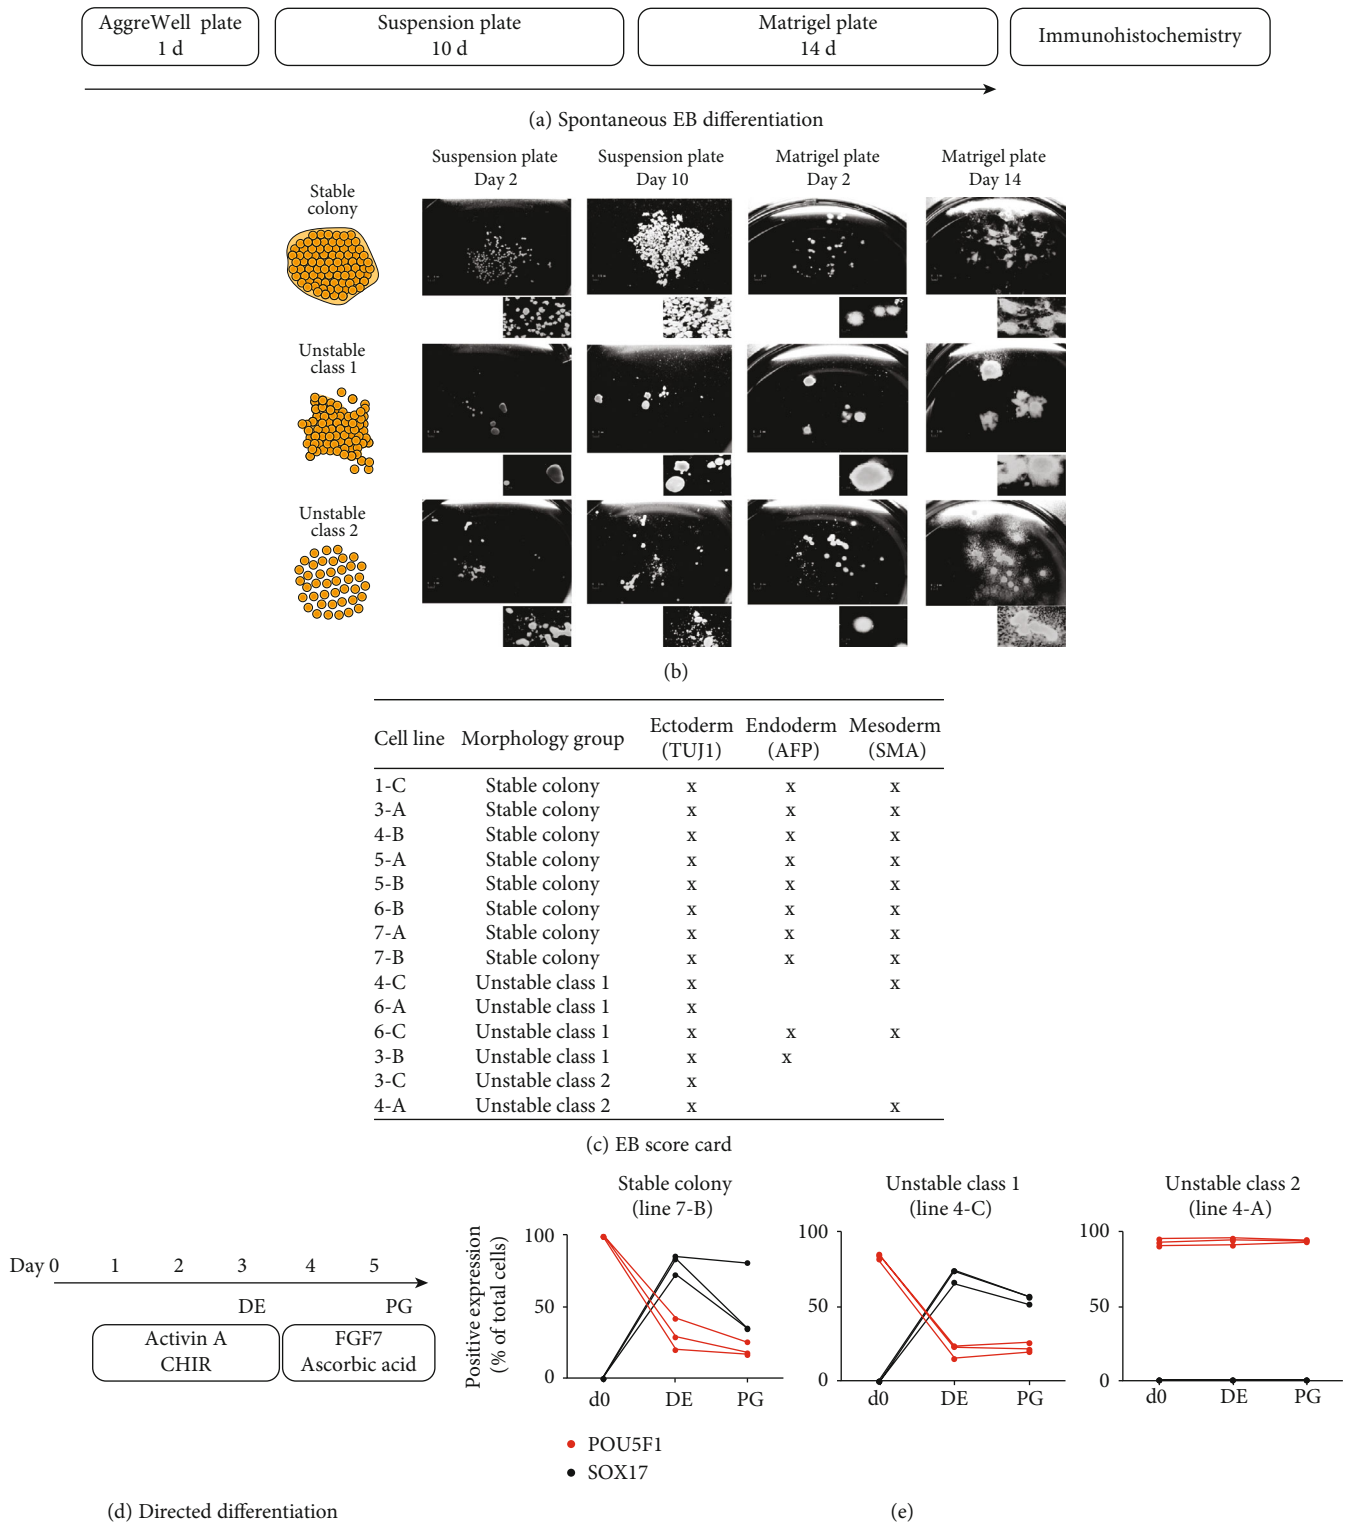 AggreWell plate
1 d
Suspension plate
10 d
Matrigel plate
14 d
Immunohistochemistry
(a) Spontaneous EB differentiation
Suspension plate
Day 2
Suspension plate
Day 10
Matrigel plate
Day 2
Matrigel plate
Day 14
Stable
colony
Unstable
class 1
Unstable
class 2
(b)
Cell line Morphology group Ectoderm (TUJ1) Endoderm (AFP) Mesoderm (SMA)
1-C Stable colony x x x
3-A Stable colony x x x
4-B Stable colony x x x
5-A Stable colony x x x
5-B Stable colony x x x
6-B Stable colony x x x
7-A Stable colony x x x
7-B Stable colony x x x
4-C Unstable class 1 x x
6-A Unstable class 1 x
6-C Unstable class 1 x x x
3-B Unstable class 1 x x
3-C Unstable class 2 x
4-A Unstable class 2 x x
(c) EB score card
Day 0 1 2 3 4 5
DE PG
Activin A
CHIR
FGF7
Ascorbic acid
(d) Directed differentiation
Stable colony
(line 7-B)
Positive expression
(% of total cells)
100
50
0
d0 DE PG
Unstable class 1
(line 4-C)
100
50
0
d0 DE PG
Unstable class 2
(line 4-A)
100
50
0
d0 DE PG
POU5F1
SOX17
(e)